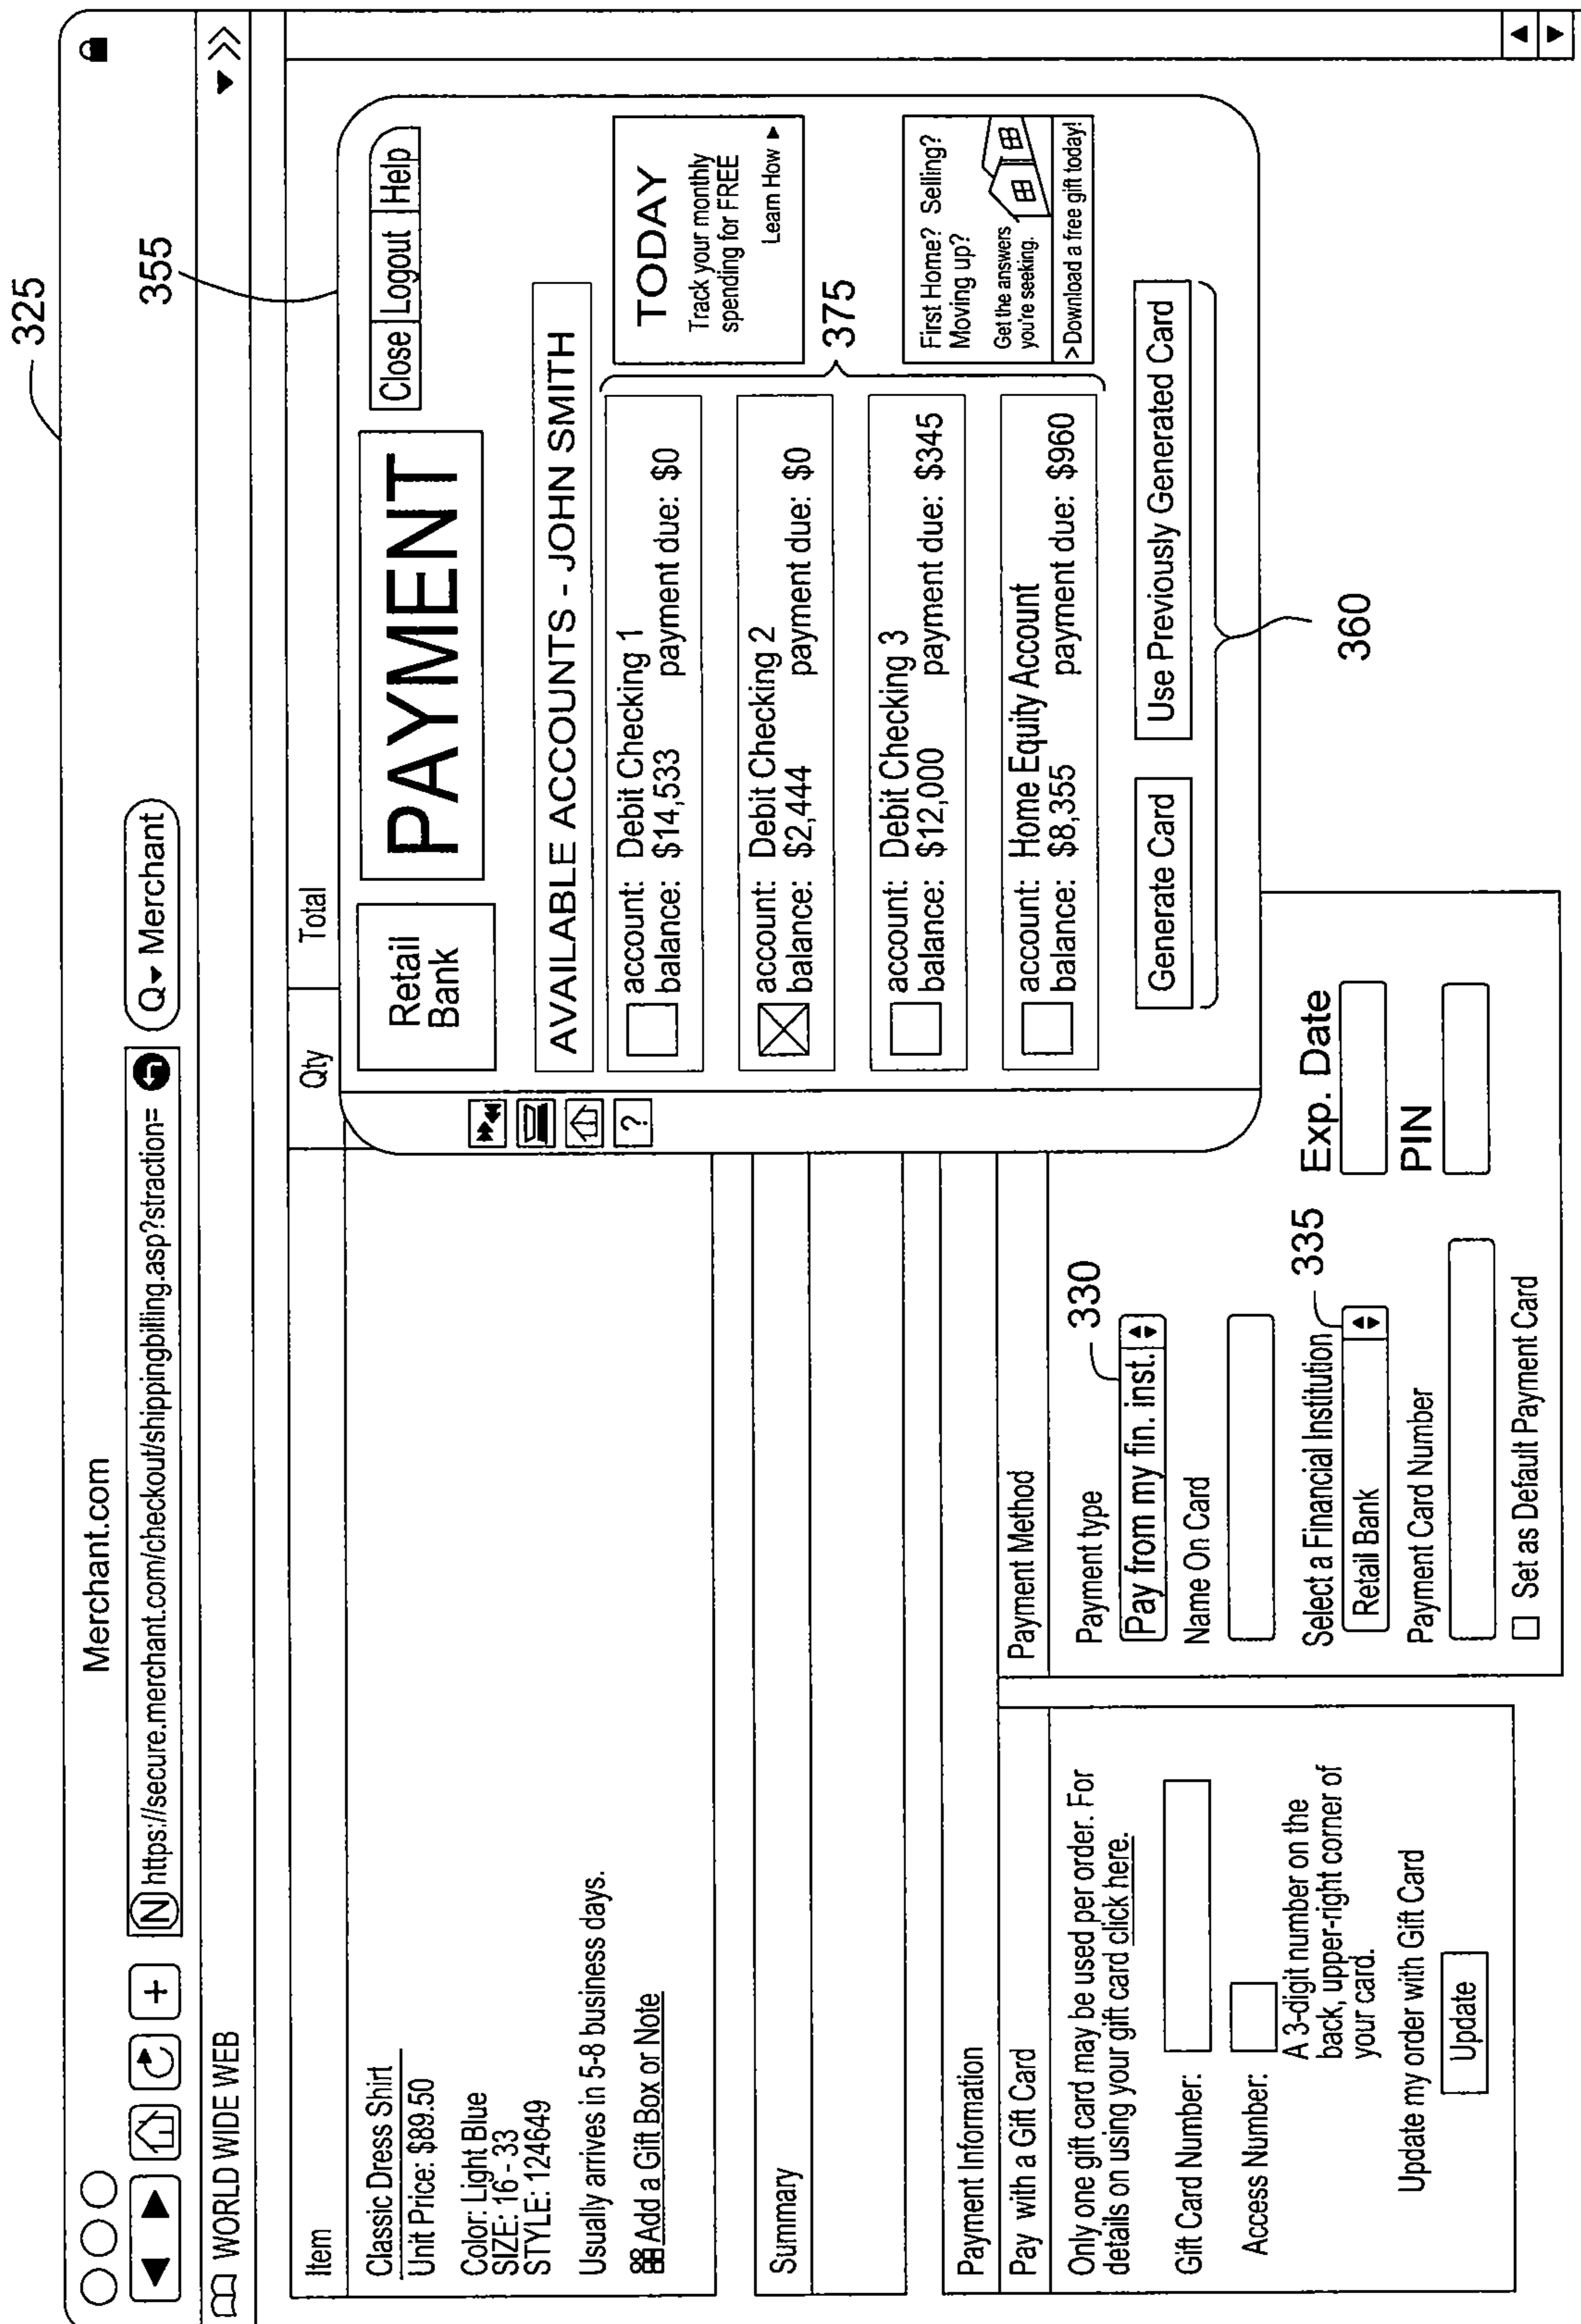 325
Merchant.com
https://secure.merchant.com/checkout/shippingbilling.asp?straction=
Q Merchant
+
N
WORLD WIDE WEB
355
Item
Qty
Total
Classic Dress Shirt
Unit Price: $89.50
Color: Light Blue
SIZE: 16 - 33
STYLE: 124649
Usually arrives in 5-8 business days.
Add a Gift Box or Note
Summary
Payment Information
Pay with a Gift Card
Only one gift card may be used per order. For
details on using your gift card click here.
Gift Card Number:
Access Number:
A 3-digit number on the
back, upper-right corner of
your card.
Update my order with Gift Card
Update
Payment Method
Payment type
330
Pay from my fin. inst.
Name On Card
Select a Financial Institution
335
Retail Bank
Payment Card Number
Set as Default Payment Card
Exp. Date
PIN
Close Logout Help
Retail
Bank
PAYMENT
?
AVAILABLE ACCOUNTS - JOHN SMITH
account: Debit Checking 1
balance: $14,533 payment due: $0
account: Debit Checking 2
balance: $2,444 payment due: $0
account: Debit Checking 3
balance: $12,000 payment due: $345
account: Home Equity Account
balance: $8,355 payment due: $960
375
TODAY
Track your monthly
spending for FREE
Learn How
First Home? Selling?
Moving up?
Get the answers
you're seeking.
>Download a free gift today!
Generate Card
Use Previously Generated Card
360